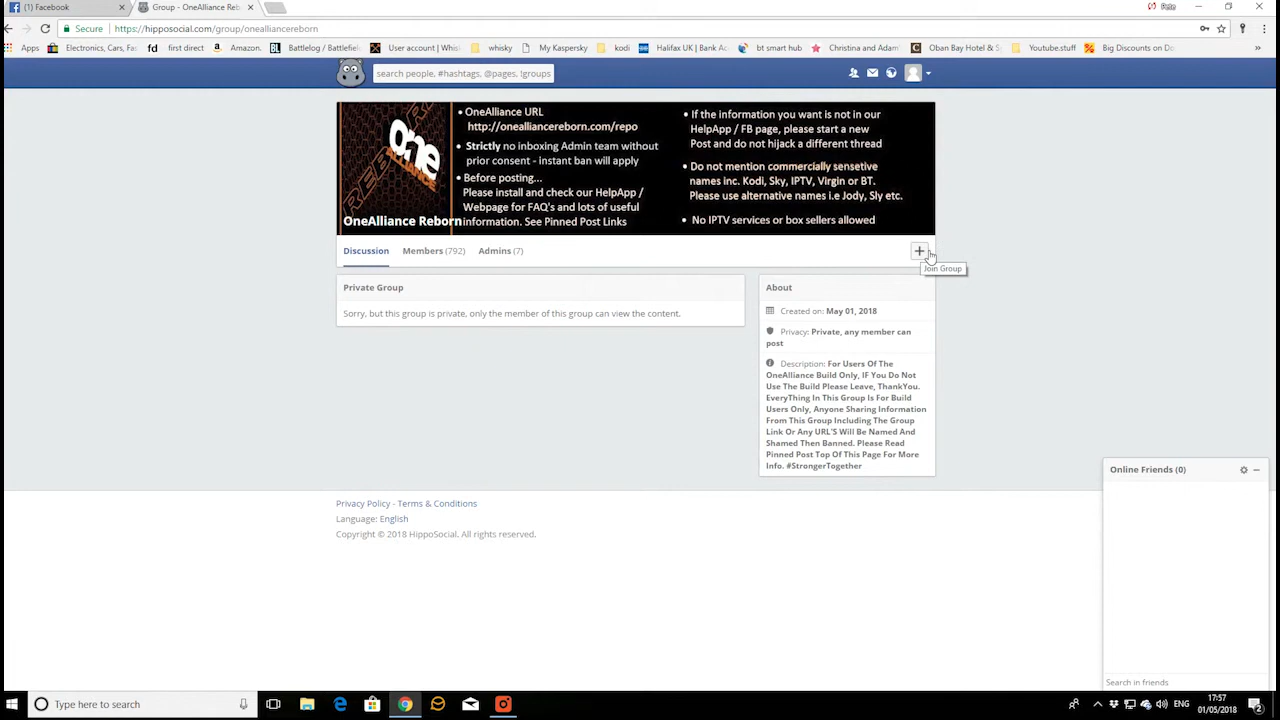 (1) Facebook
Group - OneAlliance Reb
Pete
Secure
https://hipposocial.com/group/onealliancereborn
Apps
Electronics, Cars, Fas
fd first direct
Amazon.
BL Battlelog / Battlefiel
User account | Whisk
whisky
My Kaspersky
kodi
Halifax UK | Bank Ac
bt smart hub
Christina and Adam'
Oban Bay Hotel & S
Youtube.stuff
Big Discounts on Do
search people, #hashtags, @pages, !groups
REBORN
one
ALLIANCE
OneAlliance Reborn
• OneAlliance URL
http://onealliancereborn.com/repo
• Strictly no inboxing Admin team without
prior consent - instant ban will apply
• Before posting...
Please install and check our HelpApp /
Webpage for FAQ's and lots of useful
information. See Pinned Post Links
• If the information you want is not in our
HelpApp / FB page, please start a new
Post and do not hijack a different thread
• Do not mention commercially sensetive
names inc. Kodi, Sky, IPTV, Virgin or BT.
Please use alternative names i.e Jody, Sly etc.
• No IPTV services or box sellers allowed
Discussion
Members (792)
Admins (7)
+
Join Group
Private Group
Sorry, but this group is private, only the member of this group can view the content.
About
Created on: May 01, 2018
Privacy: Private, any member can
post
Description: For Users Of The
OneAlliance Build Only, IF You Do Not
Use The Build Please Leave, ThankYou.
EveryThing In This Group Is For Build
Users Only, Anyone Sharing Information
From This Group Including The Group
Link Or Any URL'S Will Be Named And
Shamed Then Banned. Please Read
Pinned Post Top Of This Page For More
Info. #StrongerTogether
Privacy Policy - Terms & Conditions
Language: English
Copyright © 2018 HippoSocial. All rights reserved.
Online Friends (0)
Search in friends
Type here to search
ENG
17:57
01/05/2018